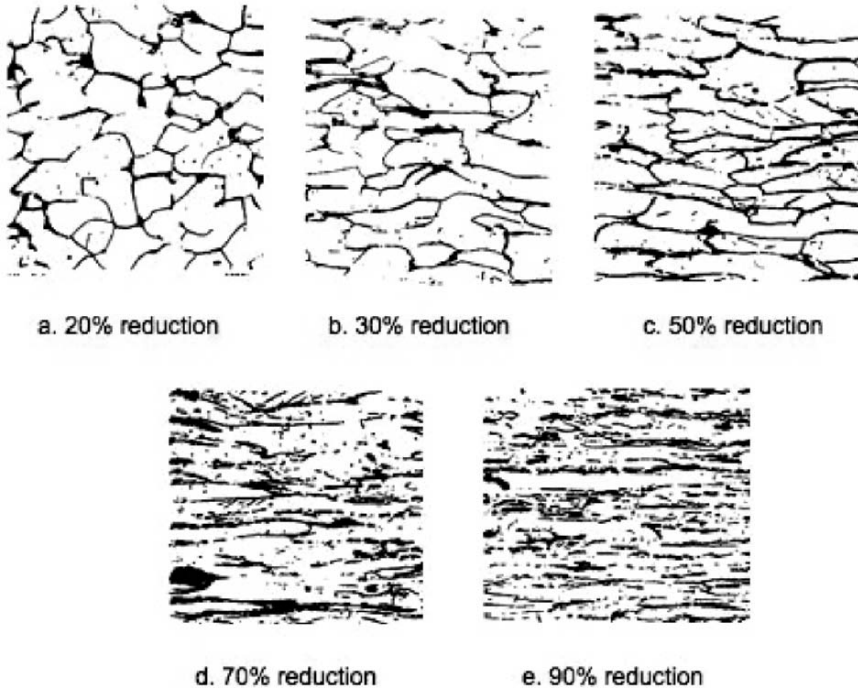 a. 20% reduction
b. 30% reduction
c. 50% reduction
d. 70% reduction
e. 90% reduction